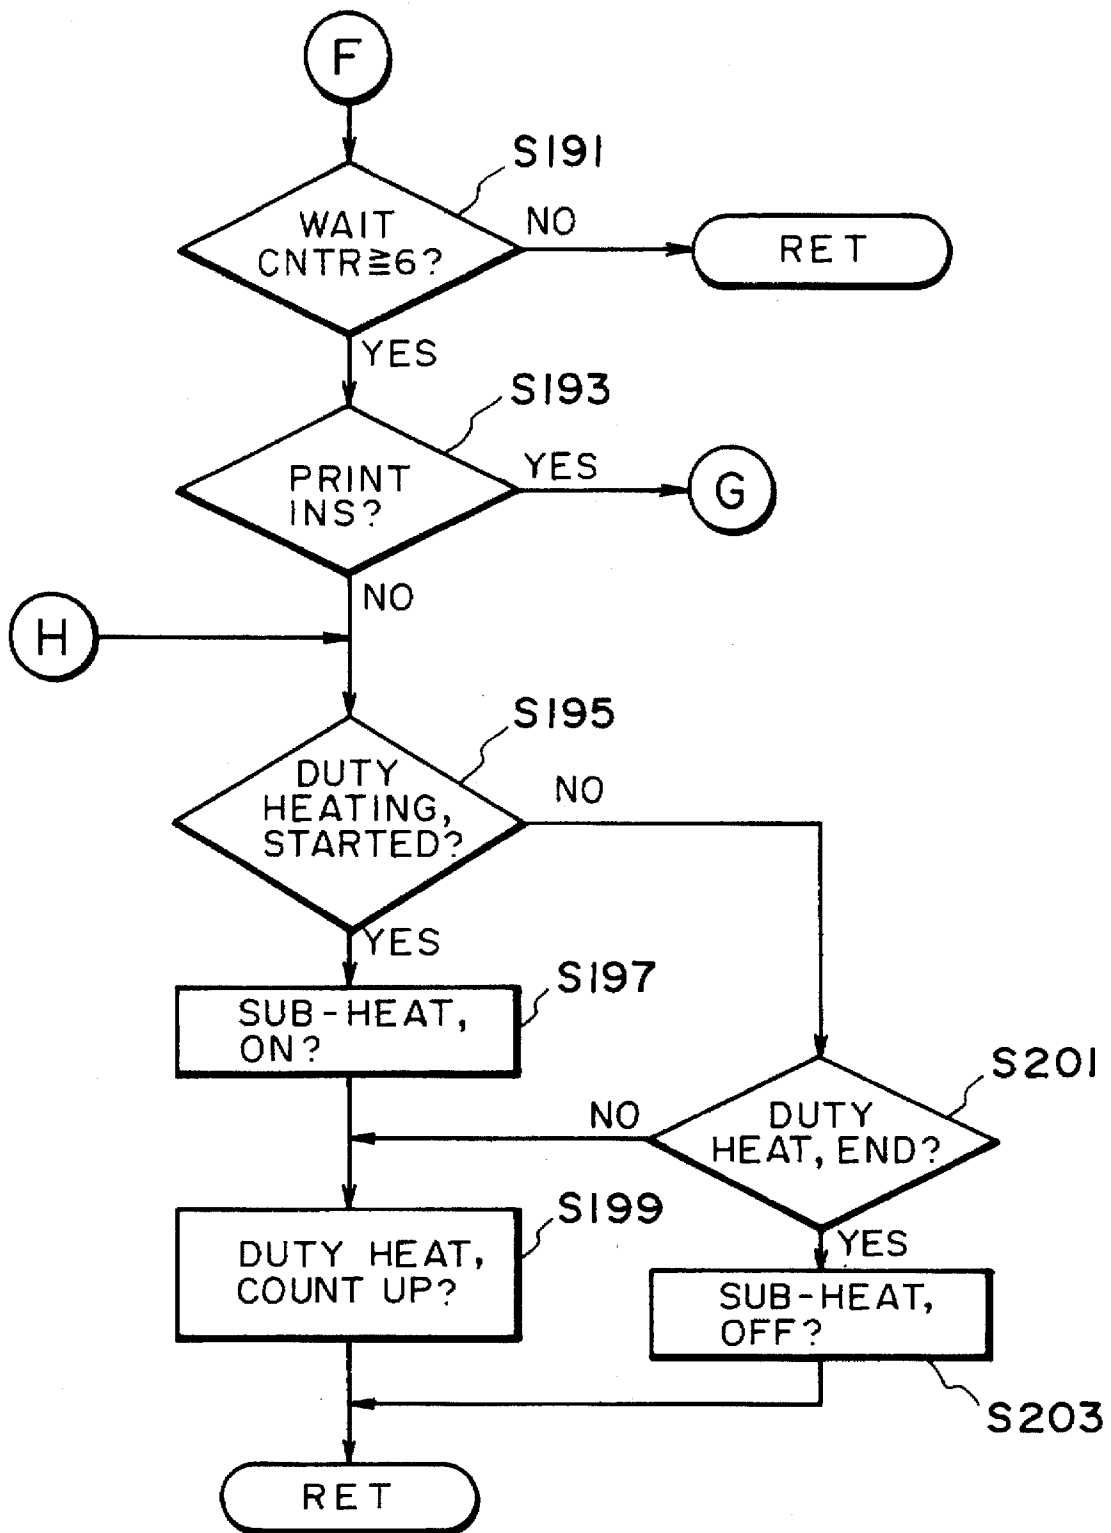 F
S191
WAIT
CNTR≧6?
NO
RET
YES
S193
PRINT
INS?
YES
G
NO
H
S195
DUTY
HEATING,
STARTED?
NO
YES
S197
SUB-HEAT,
ON?
S201
DUTY
HEAT, END?
NO
S199
DUTY HEAT,
COUNT UP?
YES
SUB-HEAT,
OFF?
S203
RET